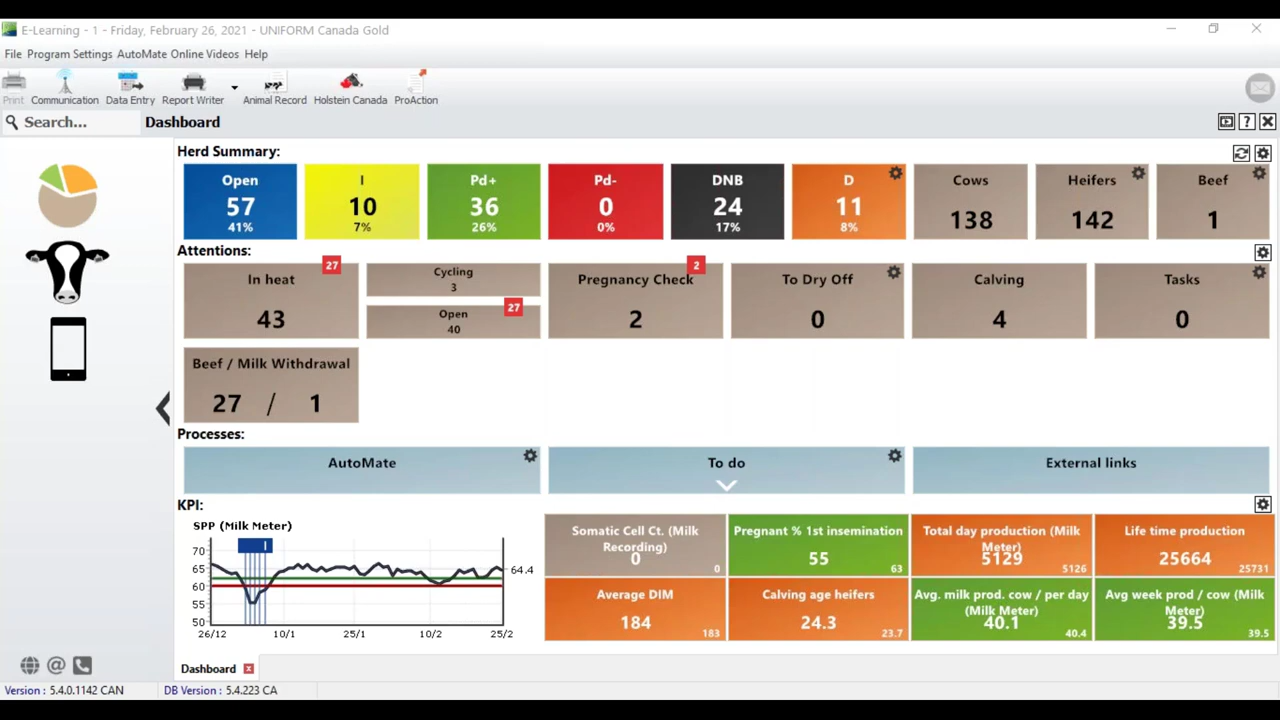 E-Learning - 1 - Friday, February 26, 2021 - UNIFORM Canada Gold
File Program Settings AutoMate Online Videos Help
Print Communication Data Entry Report Writer Animal Record Holstein Canada ProAction
Search... Dashboard
Herd Summary:
Open I Pd+ Pd- DNB D Cows Heifers Beef
57 10 36 0 24 11 138 142 1
41% 7% 26% 0% 17% 8%
Attentions:
In heat 27 Cycling Pregnancy Check 2 To Dry Off Calving Tasks
3
Open 27
43 40 2 0 4 0
Beef / Milk Withdrawal
27 / 1
Processes:
AutoMate To do External links
KPI:
SPP (Milk Meter)
70
65
60
55
50
64.4
26/12 10/1 25/1 10/2 25/2
Somatic Cell Ct. (Milk Recording)
0
0
Pregnant % 1st insemination
55
63
Total day production (Milk Meter)
5129
5126
Life time production
25664
25731
Average DIM
184
183
Calving age heifers
24.3
23.7
Avg. milk prod. cow / per day (Milk Meter)
40.1
40.4
Avg week prod / cow (Milk Meter)
39.5
39.5
Dashboard
Version : 5.4.0.1142 CAN DB Version : 5.4.223 CA